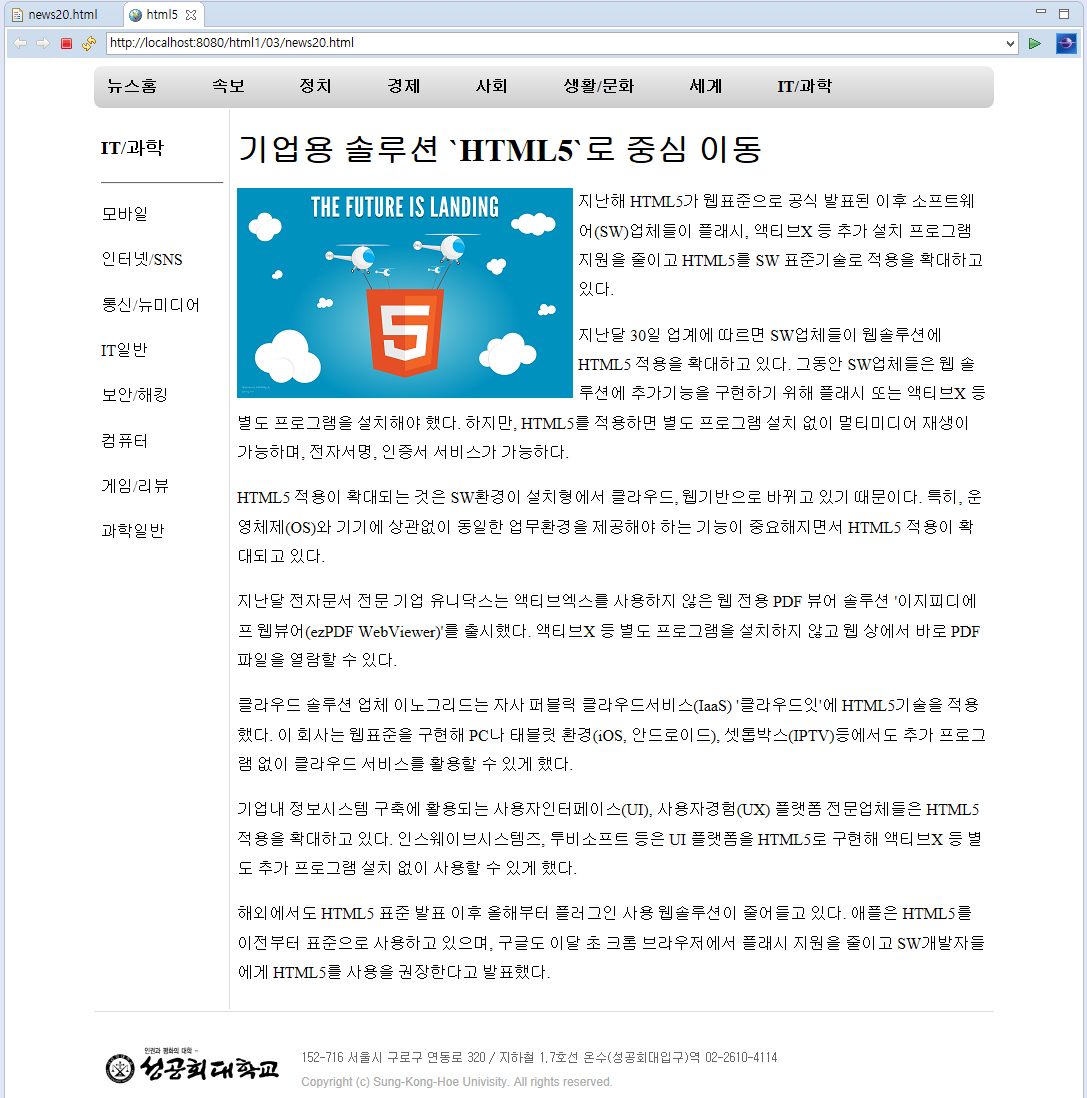 news20.html
html5
http://localhost:8080/html1/03/news20.html
뉴스홈 속보 정치 경제 사회 생활/문화 세계 IT/과학
IT/과학
모바일
인터넷/SNS
통신/뉴미디어
IT일반
보안/해킹
컴퓨터
게임/리뷰
과학일반
기업용 솔루션 `HTML5`로 중심 이동
THE FUTURE IS LANDING
5
지난해 HTML5가 웹표준으로 공식 발표된 이후 소프트웨
어(SW)업체들이 플래시, 액티브X 등 추가 설치 프로그램
지원을 줄이고 HTML5를 SW 표준기술로 적용을 확대하고
있다.
지난달 30일 업계에 따르면 SW업체들이 웹솔루션에
HTML5 적용을 확대하고 있다. 그동안 SW업체들은 웹 솔
루션에 추가기능을 구현하기 위해 플래시 또는 액티브X 등
별도 프로그램을 설치해야 했다. 하지만, HTML5를 적용하면 별도 프로그램 설치 없이 멀티미디어 재생이
가능하며, 전자서명, 인증서 서비스가 가능하다.
HTML5 적용이 확대되는 것은 SW환경이 설치형에서 클라우드, 웹기반으로 바뀌고 있기 때문이다. 특히, 운
영체제(OS)와 기기에 상관없이 동일한 업무환경을 제공해야 하는 기능이 중요해지면서 HTML5 적용이 확
대되고 있다.
지난달 전자문서 전문 기업 유니닥스는 액티브엑스를 사용하지 않은 웹 전용 PDF 뷰어 솔루션 '이지피디에
프 웹뷰어(ezPDF WebViewer)'를 출시했다. 액티브X 등 별도 프로그램을 설치하지 않고 웹 상에서 바로 PDF
파일을 열람할 수 있다.
클라우드 솔루션 업체 이노그리드는 자사 퍼블릭 클라우드서비스(IaaS) '클라우드잇'에 HTML5기술을 적용
했다. 이 회사는 웹표준을 구현해 PC나 태블릿 환경(iOS, 안드로이드), 셋톱박스(IPTV)등에서도 추가 프로그
램 없이 클라우드 서비스를 활용할 수 있게 했다.
기업내 정보시스템 구축에 활용되는 사용자인터페이스(UI), 사용자경험(UX) 플랫폼 전문업체들은 HTML5
적용을 확대하고 있다. 인스웨이브시스템즈, 투비소프트 등은 UI 플랫폼을 HTML5로 구현해 액티브X 등 별
도 추가 프로그램 설치 없이 사용할 수 있게 했다.
해외에서도 HTML5 표준 발표 이후 올해부터 플러그인 사용 웹솔루션이 줄어들고 있다. 애플은 HTML5를
이전부터 표준으로 사용하고 있으며, 구글도 이달 초 크롬 브라우저에서 플래시 지원을 줄이고 SW개발자들
에게 HTML5를 사용을 권장한다고 발표했다.
인권과 평화의 대학 -
성공회대학교
152-716 서울시 구로구 연동로 320 / 지하철 1,7호선 온수(성공회대입구)역 02-2610-4114
Copyright (c) Sung-Kong-Hoe Univisity. All rights reserved.